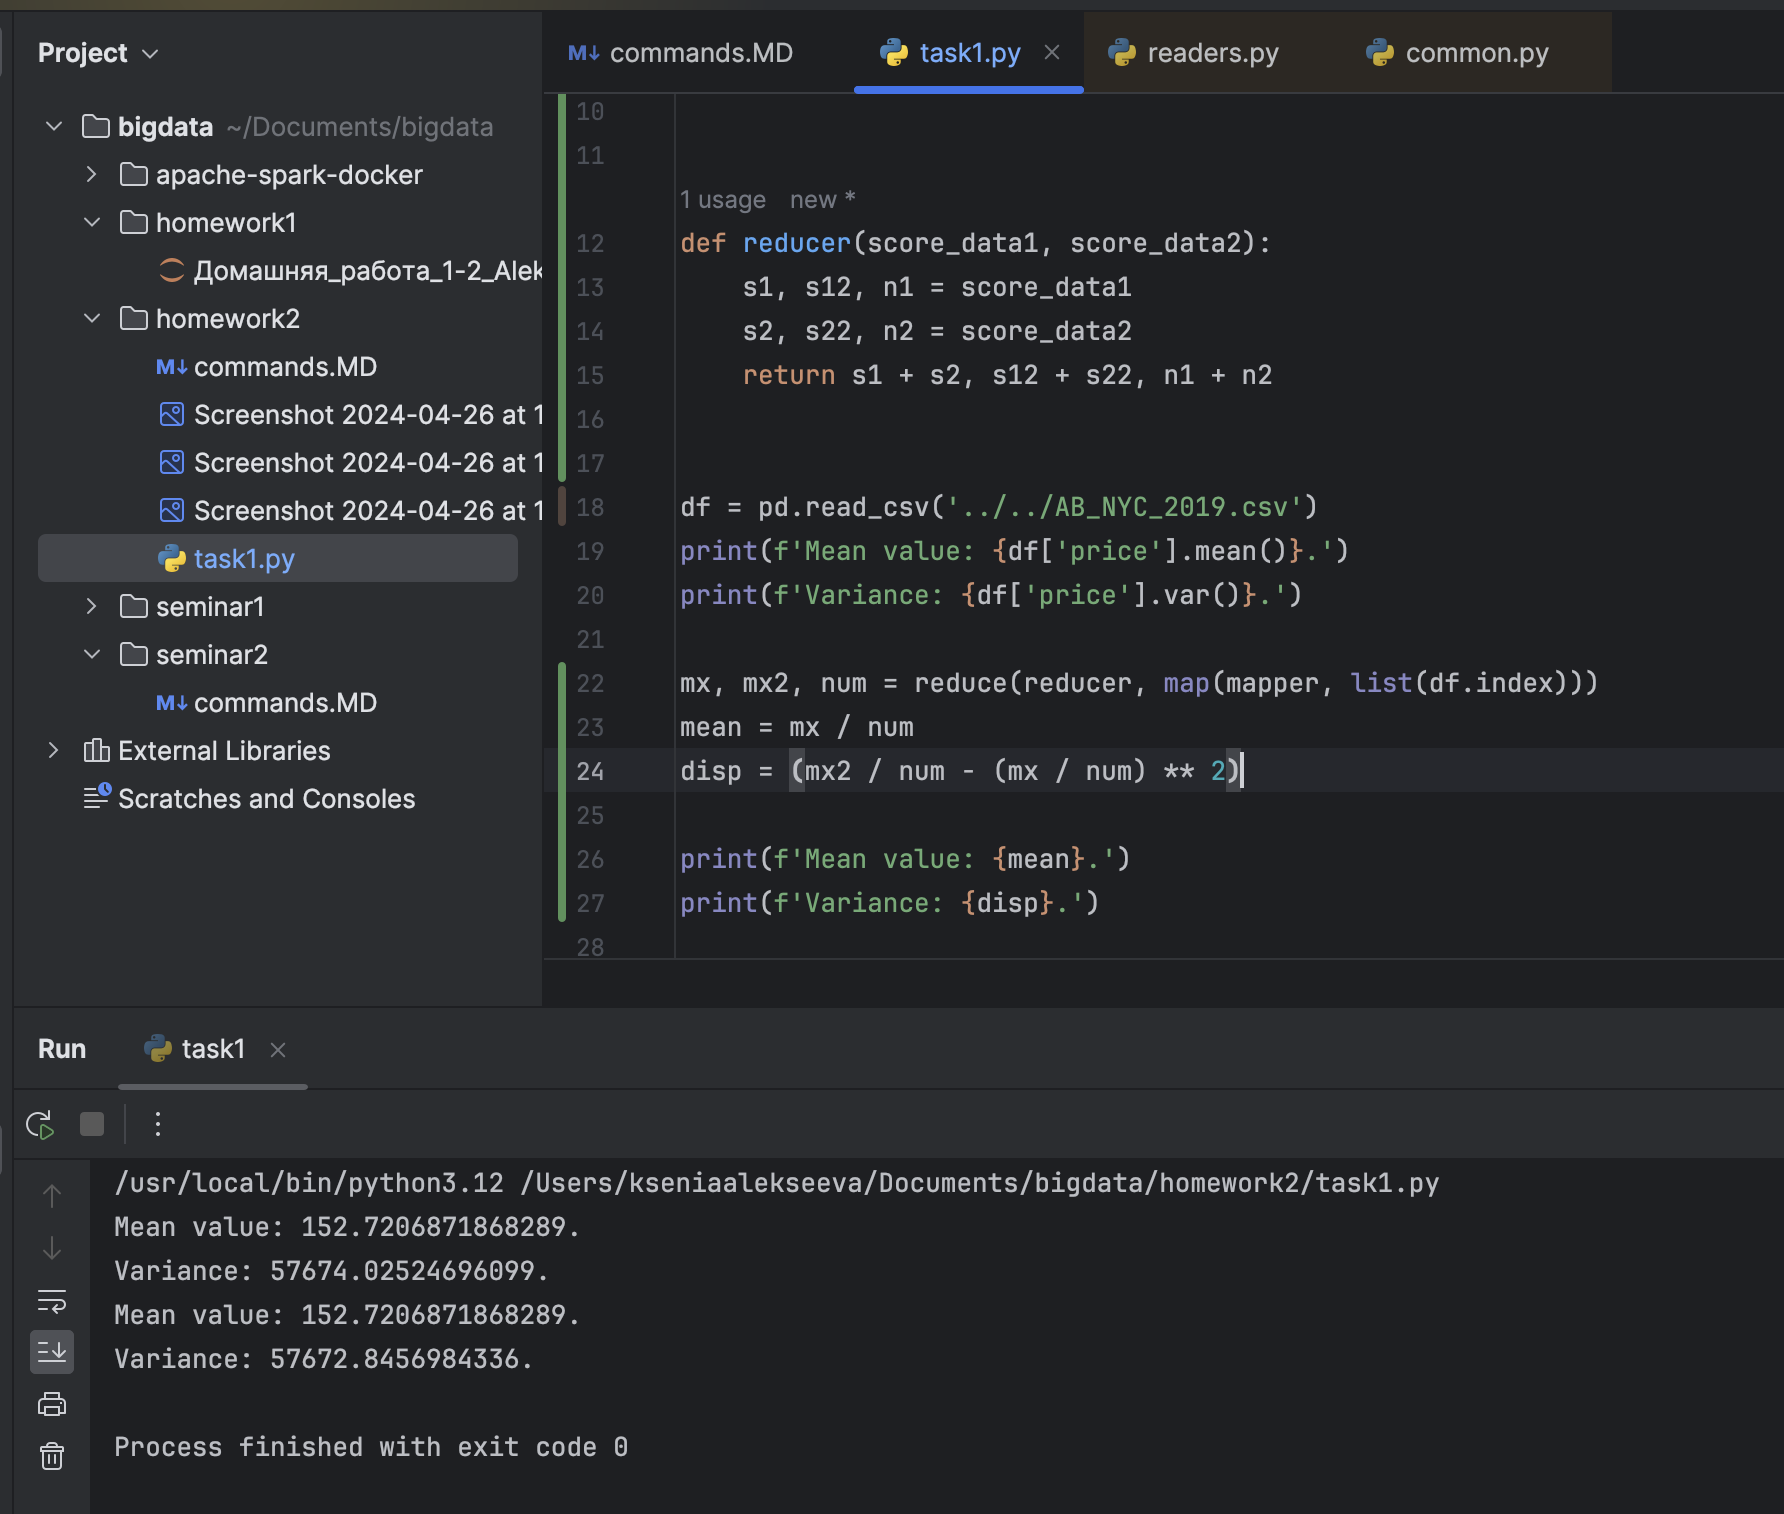 Project
bigdata ~/Documents/bigdata
apache-spark-docker
homework1
Домашняя_работа_1-2_Alek
homework2
commands.MD
Screenshot 2024-04-26 at 1
Screenshot 2024-04-26 at 1
Screenshot 2024-04-26 at 1
task1.py
seminar1
seminar2
commands.MD
External Libraries
Scratches and Consoles
commands.MD
task1.py
readers.py
common.py
10
11
1 usage new *
12 def reducer(score_data1, score_data2):
13     s1, s12, n1 = score_data1
14     s2, s22, n2 = score_data2
15     return s1 + s2, s12 + s22, n1 + n2
16
17
18 df = pd.read_csv('../../AB_NYC_2019.csv')
19 print(f'Mean value: {df['price'].mean()}.')
20 print(f'Variance: {df['price'].var()}.')
21
22 mx, mx2, num = reduce(reducer, map(mapper, list(df.index)))
23 mean = mx / num
24 disp = (mx2 / num - (mx / num) ** 2)
25
26 print(f'Mean value: {mean}.')
27 print(f'Variance: {disp}.')
28
Run
task1
/usr/local/bin/python3.12 /Users/kseniaalekseeva/Documents/bigdata/homework2/task1.py
Mean value: 152.7206871868289.
Variance: 57674.02524696099.
Mean value: 152.7206871868289.
Variance: 57672.8456984336.
Process finished with exit code 0